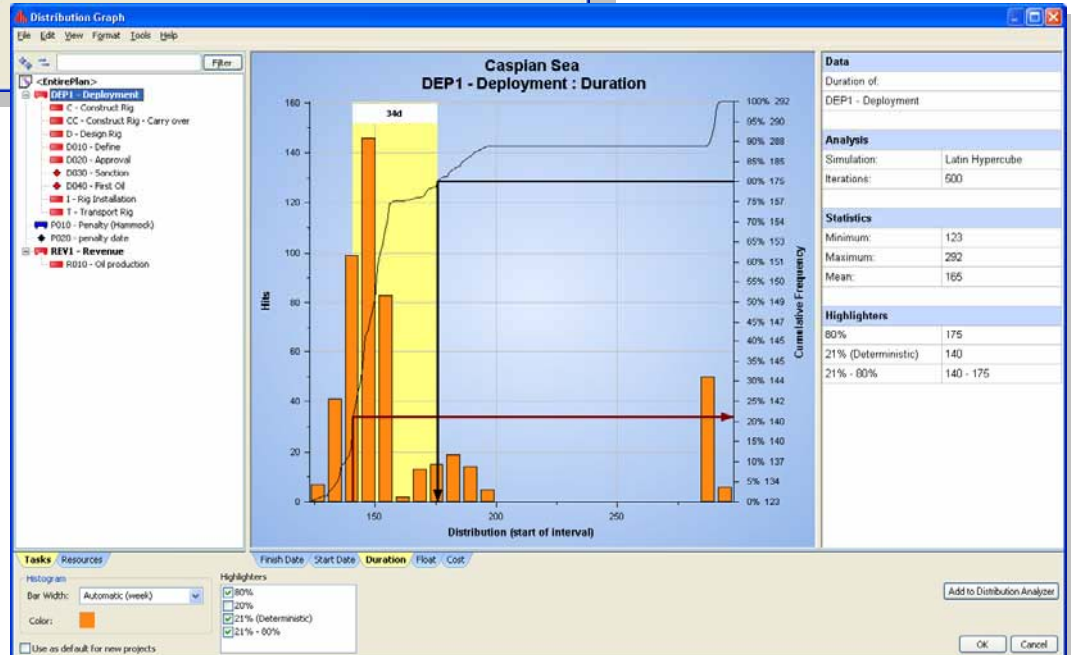 Distribution Graph
File Edit View Format Tools Help
Filter
<EntirePlan>
DEP1 - Deployment
C - Construct Rig
CC - Construct Rig - Carry over
D - Design Rig
D010 - Define
D020 - Approval
D030 - Sanction
D040 - First Oil
I - Rig Installation
T - Transport Rig
P010 - Penalty (Hammock)
P020 - penalty date
REV1 - Revenue
R010 - Oil production
Caspian Sea
DEP1 - Deployment : Duration
34d
160
140
120
100
80
60
40
20
0
Hits
150 200 250
Distribution (start of interval)
100% 292
95% 290
90% 288
85% 185
80% 175
75% 157
70% 154
65% 153
60% 151
55% 150
50% 149
45% 147
40% 145
35% 145
30% 144
25% 142
20% 140
15% 140
10% 137
5% 134
0% 123
Cumulative Frequency
Data
Duration of:
DEP1 - Deployment
Analysis
Simulation: Latin Hypercube
Iterations: 500
Statistics
Minimum: 123
Maximum: 292
Mean: 165
Highlighters
80% 175
21% (Deterministic) 140
21% - 80% 140 - 175
Tasks Resources
Finish Date Start Date Duration Float Cost
Histogram
Bar Width: Automatic (week)
Color:
Use as default for new projects
Highlighters
80%
20%
21% (Deterministic)
21% - 80%
Add to Distribution Analyzer
OK Cancel